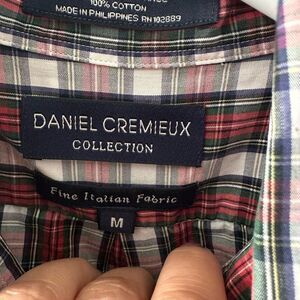 100% COTTON
MADE IN PHILIPPINES RN 102889
DANIEL CREMIEUX
COLLECTION
Fine Italian Fabric
M